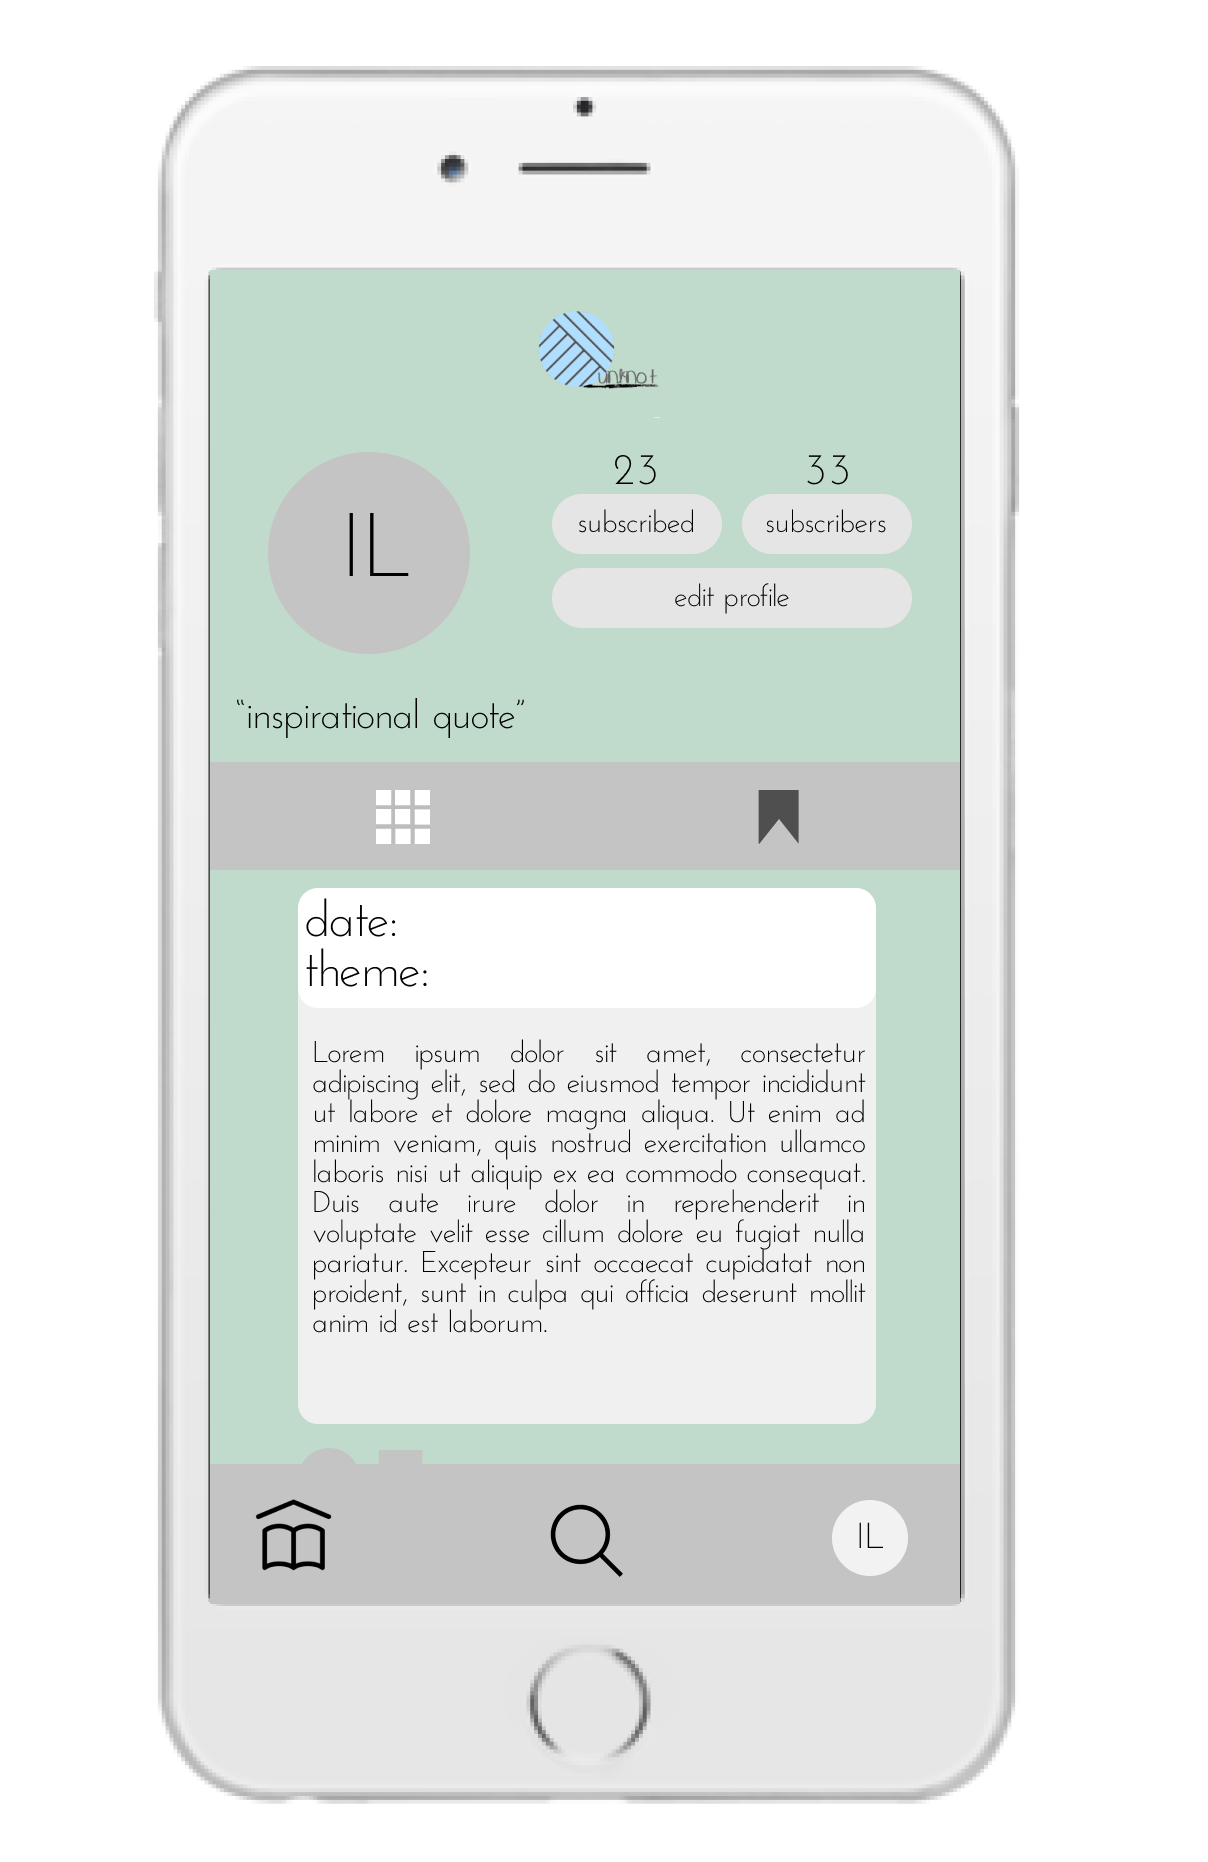 unknot
23 33
subscribed subscribers
IL
edit profile
“inspirational quote”
date:
theme:
Lorem ipsum dolor sit amet, consectetur
adipiscing elit, sed do eiusmod tempor incididunt
ut labore et dolore magna aliqua. Ut enim ad
minim veniam, quis nostrud exercitation ullamco
laboris nisi ut aliquip ex ea commodo consequat.
Duis aute irure dolor in reprehenderit in
voluptate velit esse cillum dolore eu fugiat nulla
pariatur. Excepteur sint occaecat cupidatat non
proident, sunt in culpa qui officia deserunt mollit
anim id est laborum.
IL